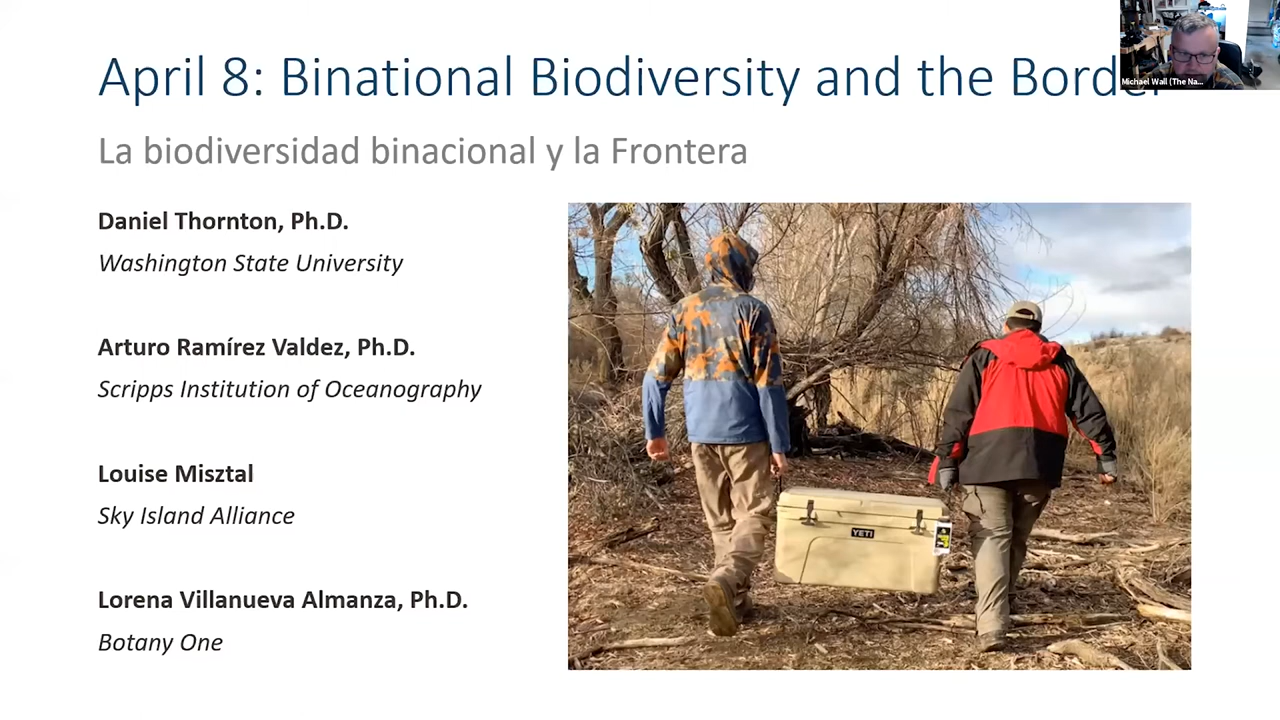 April 8: Binational Biodiversity and the Border
Michael Wall (The Na...
La biodiversidad binacional y la Frontera
Daniel Thornton, Ph.D.
Washington State University
Arturo Ramírez Valdez, Ph.D.
Scripps Institution of Oceanography
Louise Misztal
Sky Island Alliance
Lorena Villanueva Almanza, Ph.D.
Botany One
YETI